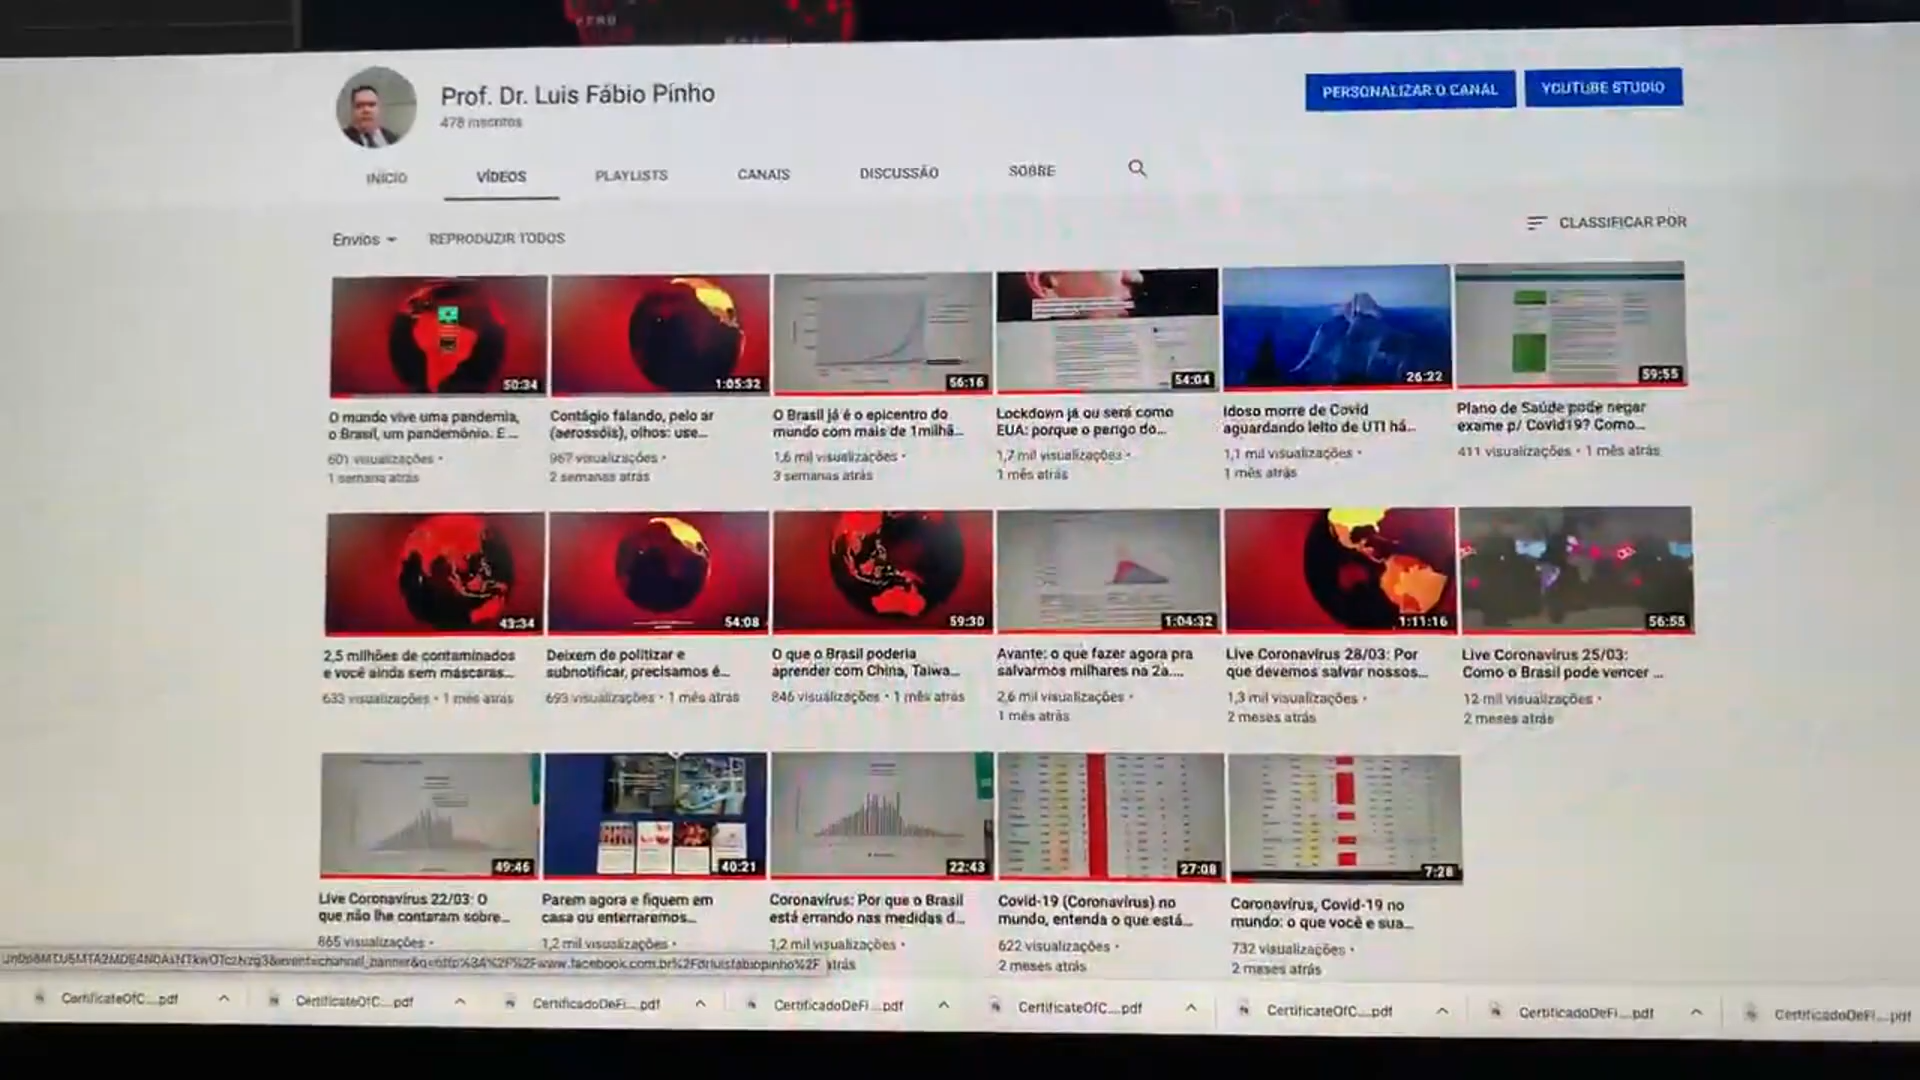 Prof. Dr. Luis Fábio Pinho
478 inscritos
PERSONALIZAR O CANAL
YOUTUBE STUDIO
INÍCIO
VÍDEOS
PLAYLISTS
CANAIS
DISCUSSÃO
SOBRE
Envios
REPRODUZIR TODOS
CLASSIFICAR POR
50:34
1:05:32
56:16
54:04
26:22
59:55
O mundo vive uma pandemia,
o Brasil, um pandemônio. E ...
601 visualizações •
1 semana atrás
Contágio falando, pelo ar
(aerossóis), olhos: use...
967 visualizações •
2 semanas atrás
O Brasil já é o epicentro do
mundo com mais de 1milhã...
1,6 mil visualizações •
3 semanas atrás
Lockdown já ou será como
EUA: porque o perigo do...
1,7 mil visualizações •
1 mês atrás
Idoso morre de Covid
aguardando leito de UTI há...
1,1 mil visualizações •
1 mês atrás
Plano de Saúde pode negar
exame p/ Covid19? Como...
411 visualizações • 1 mês atrás
43:34
54:08
59:30
1:04:32
1:11:16
56:55
2,5 milhões de contaminados
e você ainda sem máscaras...
633 visualizações • 1 mês atrás
Deixem de politizar e
subnotificar, precisamos é...
693 visualizações • 1 mês atrás
O que o Brasil poderia
aprender com China, Taiwa...
846 visualizações • 1 mês atrás
Avante: o que fazer agora pra
salvarmos milhares na 2a....
2,6 mil visualizações •
1 mês atrás
Live Coronavírus 28/03: Por
que devemos salvar nossos...
1,3 mil visualizações •
2 meses atrás
Live Coronavírus 25/03:
Como o Brasil pode vencer ...
12 mil visualizações •
2 meses atrás
49:46
40:21
22:43
27:08
7:28
Live Coronavírus 22/03: O
que não lhe contaram sobre...
865 visualizações •
Parem agora e fiquem em
casa ou enterraremos...
1,2 mil visualizações •
Coronavírus: Por que o Brasil
está errando nas medidas d...
1,2 mil visualizações •
atrás
Covid-19 (Coronavírus) no
mundo, entenda o que está...
622 visualizações •
2 meses atrás
Coronavírus, Covid-19 no
mundo: o que você e sua...
732 visualizações •
2 meses atrás
CertificateOfC....pdf
CertificateOfC....pdf
CertificadoDeFi....pdf
CertificadoDeFi....pdf
CertificateOfC....pdf
CertificateOfC....pdf
CertificadoDeFi....pdf
CertificadoDeFi....pdf